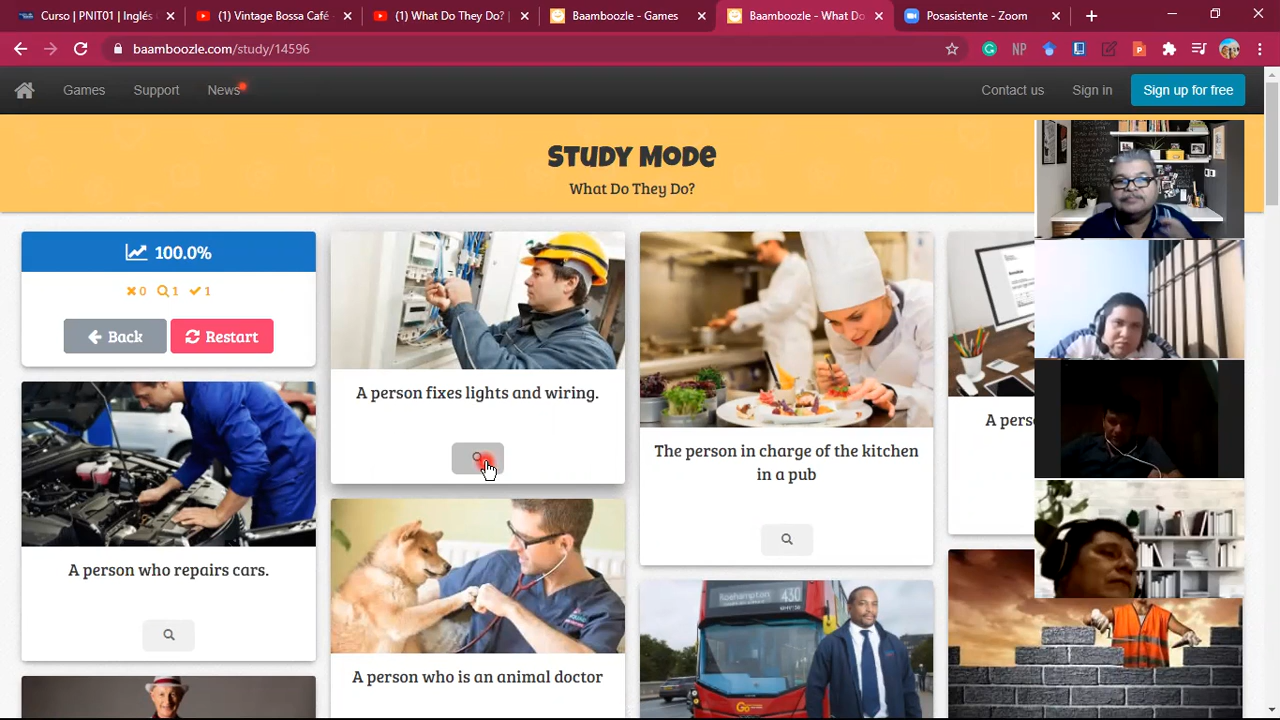 Curso | PNIT01 | Inglés
(1) Vintage Bossa Café
(1) What Do They Do?
Baamboozle - Games
Baamboozle - What Do
Posasistente - Zoom
baamboozle.com/study/14596
NP
Games
Support
News
Contact us
Sign in
Sign up for free
Study Mode
What Do They Do?
100.0%
0
1
1
Back
Restart
A person fixes lights and wiring.
The person in charge of the kitchen
in a pub
A person who repairs cars.
430
Roehampton
A person who is an animal doctor